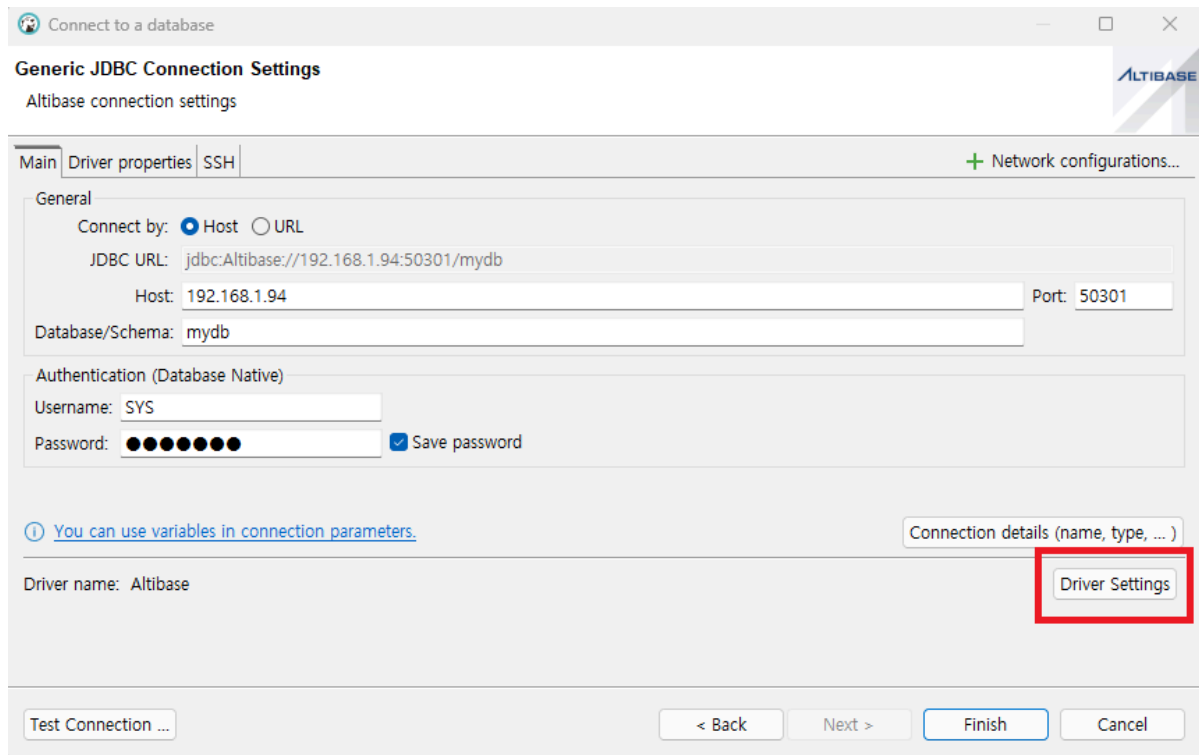 Connect to a database
Generic JDBC Connection Settings
Altibase connection settings
ALTIBASE
Main Driver properties SSH + Network configurations...
General
Connect by: Host URL
JDBC URL: jdbc:Altibase://192.168.1.94:50301/mydb
Host: 192.168.1.94 Port: 50301
Database/Schema: mydb
Authentication (Database Native)
Username: SYS
Password: ●●●●●●● Save password
You can use variables in connection parameters. Connection details (name, type, ... )
Driver name: Altibase Driver Settings
Test Connection ... < Back Next > Finish Cancel